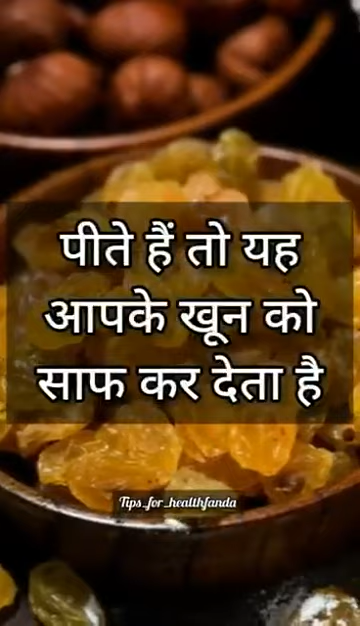 पीते हैं तो यह
आपके खून को
साफ कर देता है
Tips_for_healthfanda